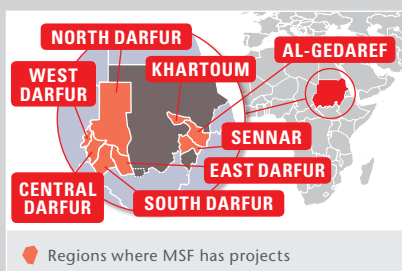 NORTH DARFUR
AL-GEDAREF
WEST
DARFUR
KHARTOUM
SENNAR
EAST DARFUR
CENTRAL
DARFUR
SOUTH DARFUR
Regions where MSF has projects